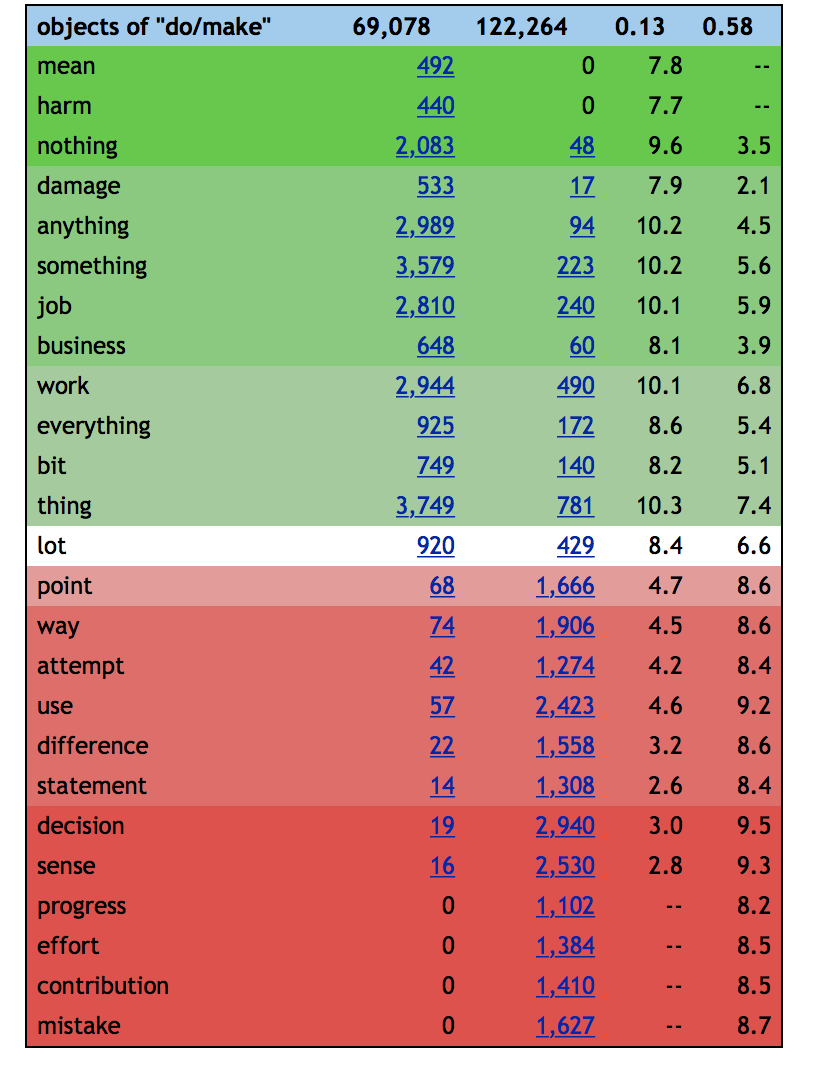 objects of "do/make" 69,078 122,264 0.13 0.58
mean 492 0 7.8 --
harm 440 0 7.7 --
nothing 2,083 48 9.6 3.5
damage 533 17 7.9 2.1
anything 2,989 94 10.2 4.5
something 3,579 223 10.2 5.6
job 2,810 240 10.1 5.9
business 648 60 8.1 3.9
work 2,944 490 10.1 6.8
everything 925 172 8.6 5.4
bit 749 140 8.2 5.1
thing 3,749 781 10.3 7.4
lot 920 429 8.4 6.6
point 68 1,666 4.7 8.6
way 74 1,906 4.5 8.6
attempt 42 1,274 4.2 8.4
use 57 2,423 4.6 9.2
difference 22 1,558 3.2 8.6
statement 14 1,308 2.6 8.4
decision 19 2,940 3.0 9.5
sense 16 2,530 2.8 9.3
progress 0 1,102 -- 8.2
effort 0 1,384 -- 8.5
contribution 0 1,410 -- 8.5
mistake 0 1,627 -- 8.7